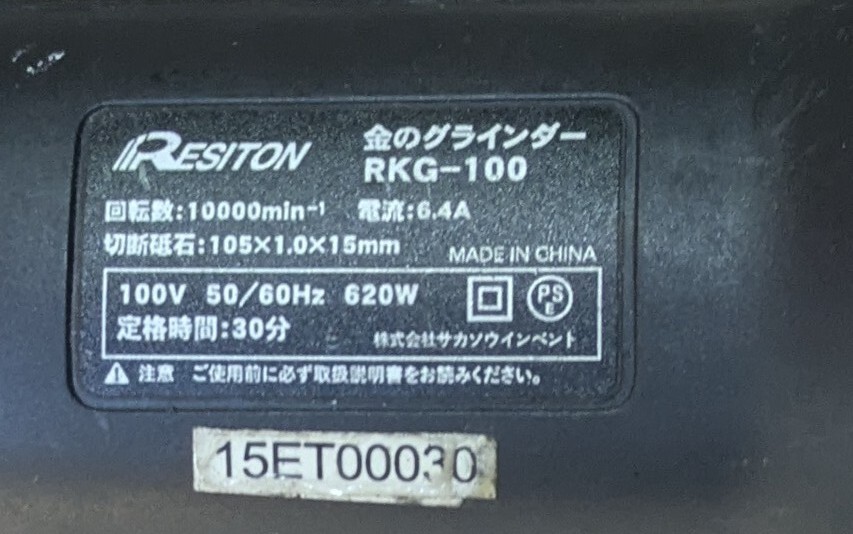 RESITON
金のグラインダー
RKG-100
回転数:10000min⁻¹ 電流:6.4A
切断砥石:105×1.0×15mm
MADE IN CHINA
100V 50/60Hz 620W
PS
E
定格時間:30分
株式会社サカソウインベント
注意 ご使用前に必ず取扱説明書をお読みください。
15ET00030